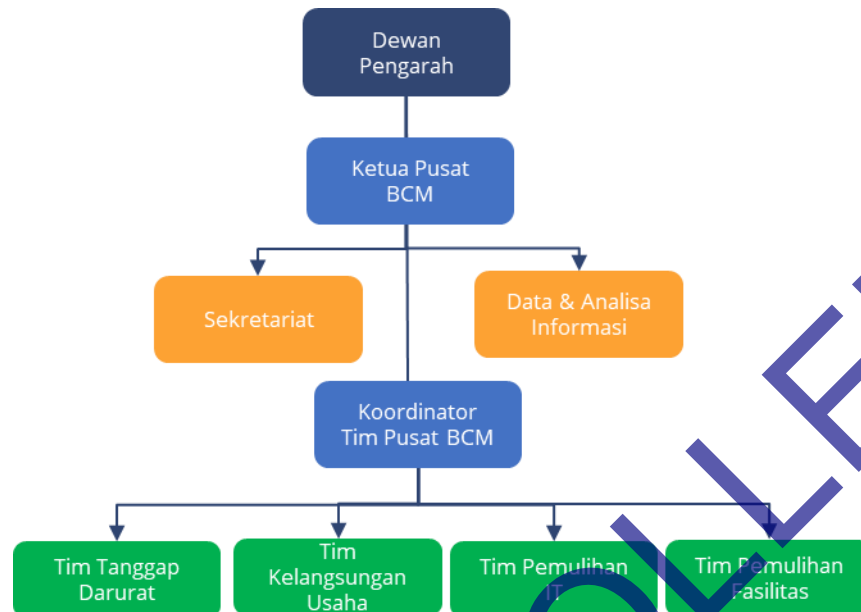 Dewan
Pengarah
Ketua Pusat
BCM
Sekretariat
Data & Analisa
Informasi
Koordinator
Tim Pusat BCM
Tim Tanggap
Darurat
Tim
Kelangsungan
Usaha
Tim Pemulihan
IT
Tim Pemulihan
Fasilitas